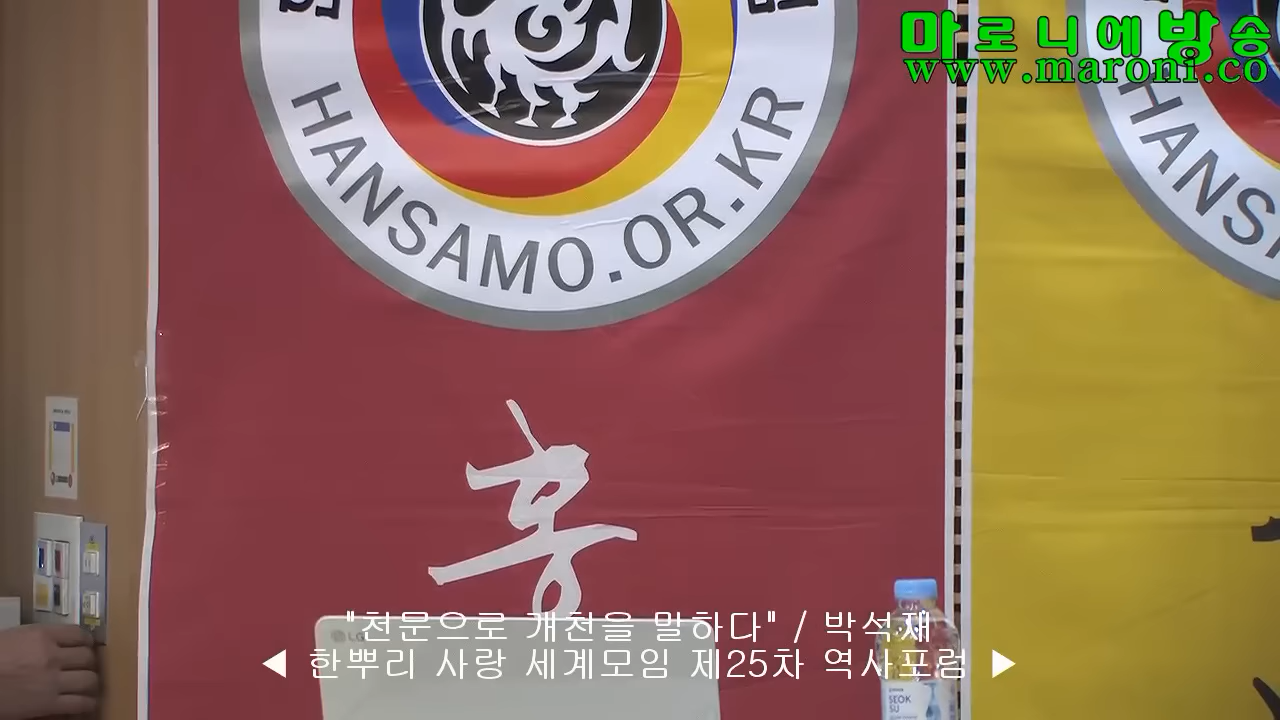 마로니에방송
www.maroni.co
HANSAMO.OR.KR
HANS
홍
LG
"천문으로 개천을 말하다" / 박석재
◀ 한뿌리 사랑 세계모임 제25차 역사포럼 ▶
SEOK
SU